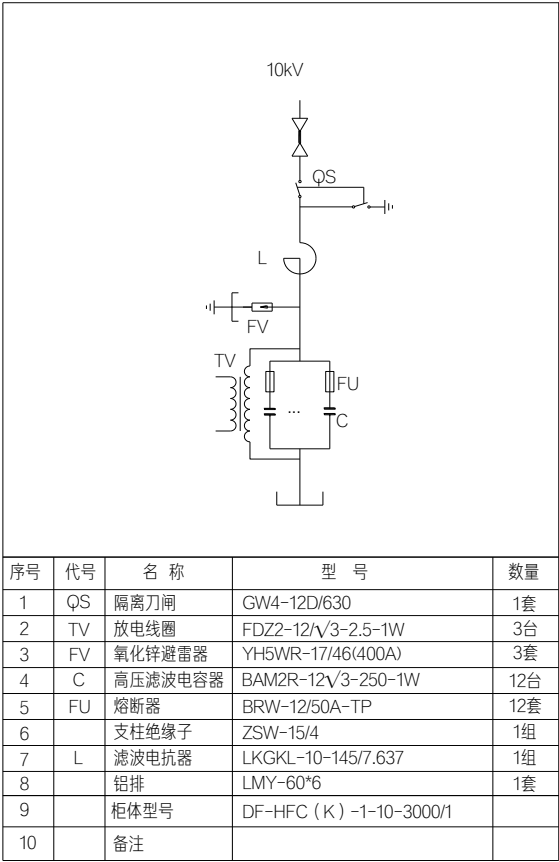 10kV
QS
L
FV
TV
FU
...
C
序号 代号 名 称 型 号 数量
1 QS 隔离刀闸 GW4-12D/630 1套
2 TV 放电线圈 FDZ2-12/√3-2.5-1W 3台
3 FV 氧化锌避雷器 YH5WR-17/46(400A) 3套
4 C 高压滤波电容器 BAM2R-12√3-250-1W 12台
5 FU 熔断器 BRW-12/50A-TP 12套
6 支柱绝缘子 ZSW-15/4 1组
7 L 滤波电抗器 LKGKL-10-145/7.637 1组
8 铝排 LMY-60*6 1套
9 柜体型号 DF-HFC（K）-1-10-3000/1
10 备注